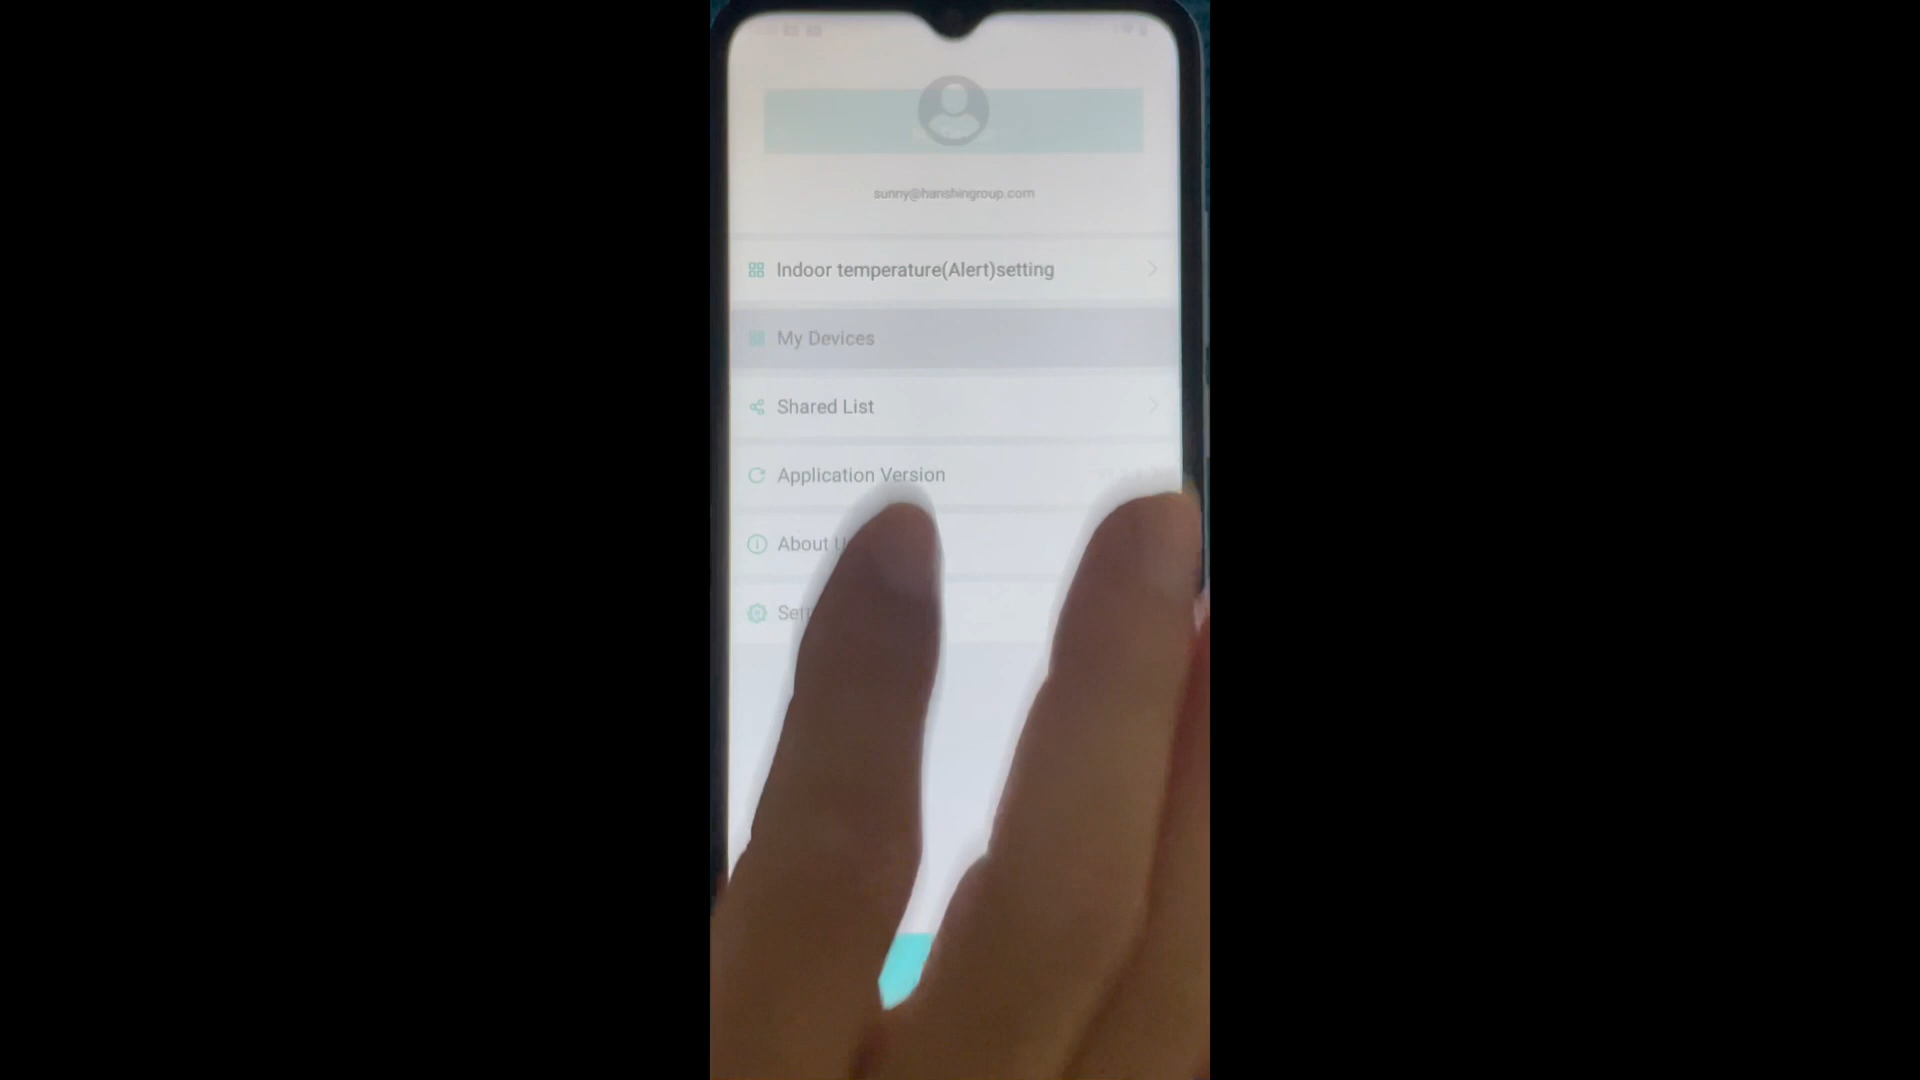 sunny@hanshingroup.com
Indoor temperature(Alert)setting
My Devices
Shared List
Application Version
About